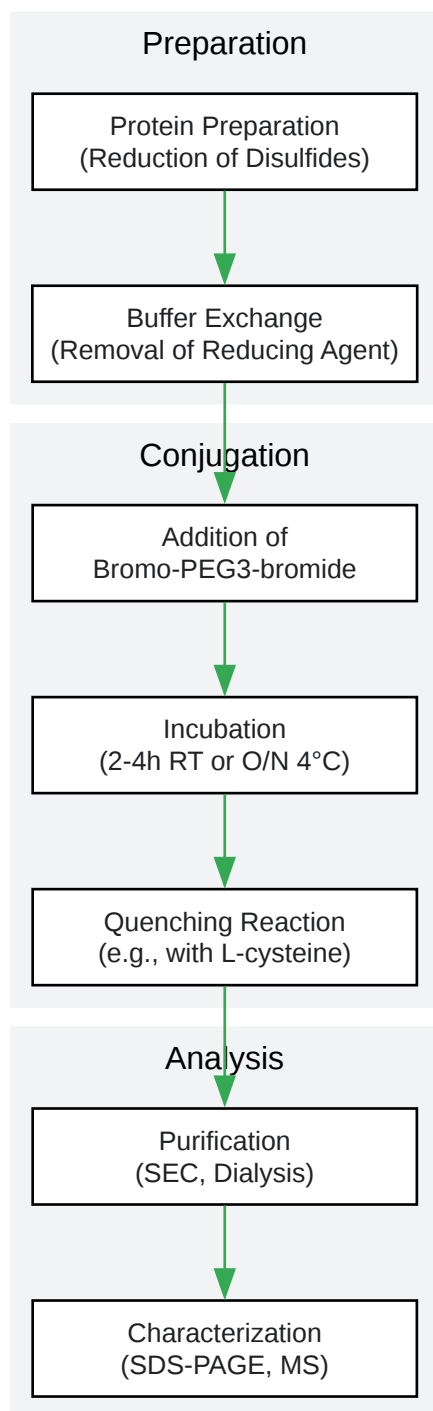 Preparation
Protein Preparation
(Reduction of Disulfides)
Buffer Exchange
(Removal of Reducing Agent)
Conjugation
Addition of
Bromo-PEG3-bromide
Incubation
(2-4h RT or O/N 4°C)
Quenching Reaction
(e.g., with L-cysteine)
Analysis
Purification
(SEC, Dialysis)
Characterization
(SDS-PAGE, MS)